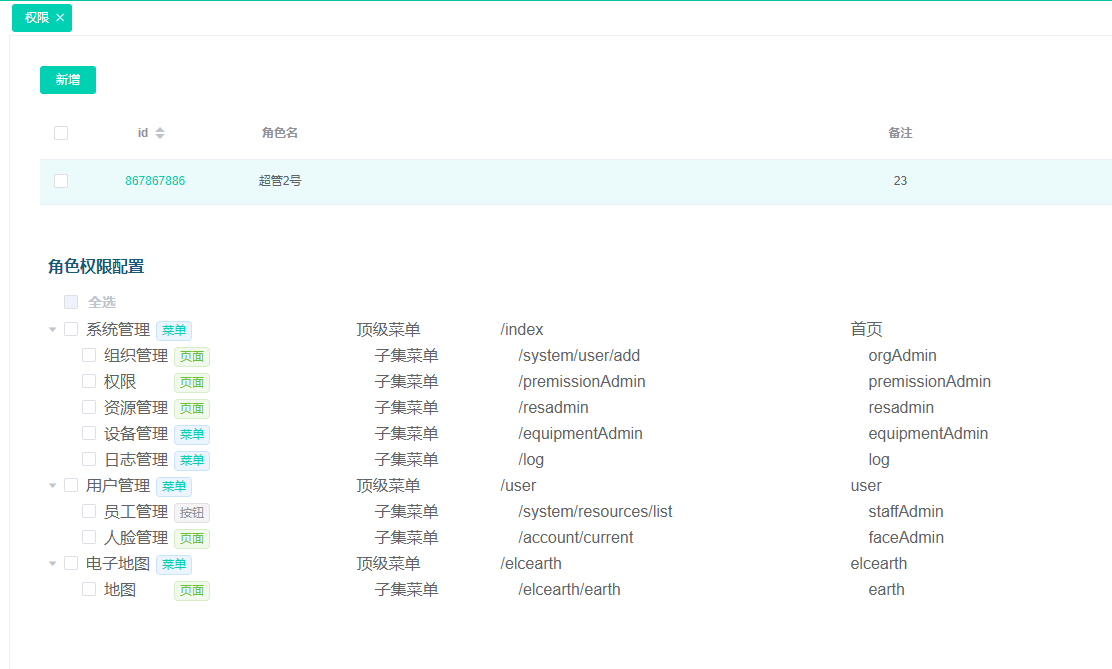 权限 ×
新增
id 角色名 备注
867867886 超管2号 23
角色权限配置
全选
系统管理 菜单 顶级菜单 /index 首页
组织管理 页面 子集菜单 /system/user/add orgAdmin
权限 页面 子集菜单 /premissionAdmin premissionAdmin
资源管理 页面 子集菜单 /resadmin resadmin
设备管理 菜单 子集菜单 /equipmentAdmin equipmentAdmin
日志管理 菜单 子集菜单 /log log
用户管理 菜单 顶级菜单 /user user
员工管理 按钮 子集菜单 /system/resources/list staffAdmin
人脸管理 页面 子集菜单 /account/current faceAdmin
电子地图 菜单 顶级菜单 /elcearth elcearth
地图 页面 子集菜单 /elcearth/earth earth